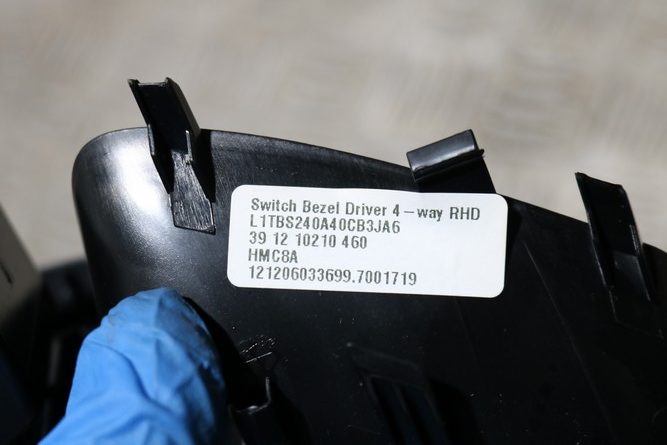 Switch Bezel Driver 4-way RHD
L1TBS240A40CB3JA6
39 12 10210 460
HMC8A
121206033699.7001719